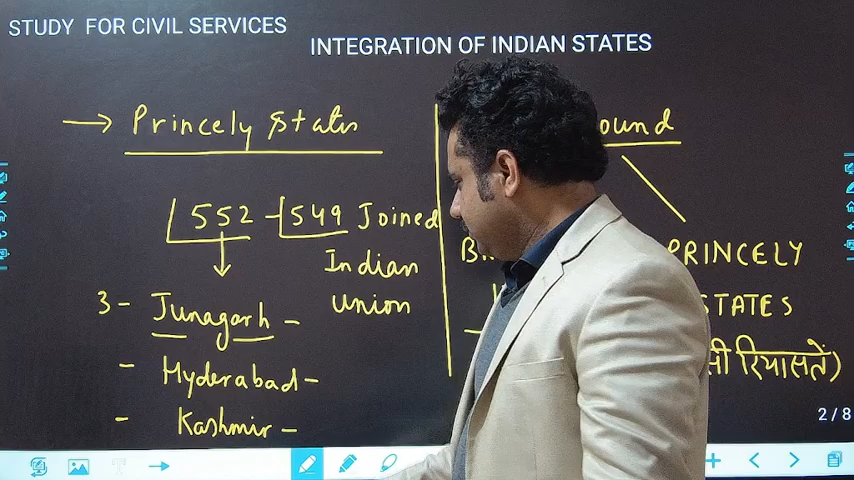 STUDY FOR CIVIL SERVICES
INTEGRATION OF INDIAN STATES
→ Princely States
552 - 549 Joined
Indian
Union
3 - Junagarh -
- Hyderabad -
- Kashmir -
PRINCELY
STATES
रियासतें)
2/8